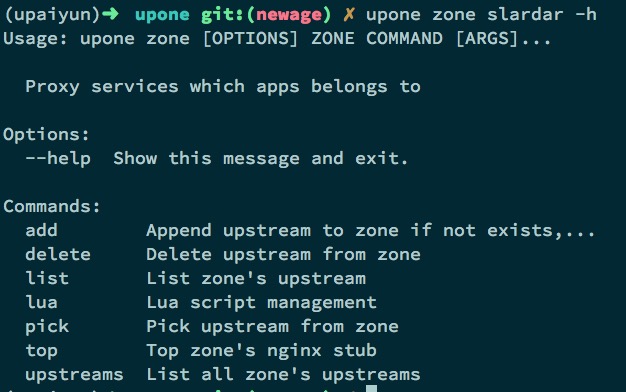 (upaiyun)➜ upone git:(newage) ✗ upone zone slardar -h
Usage: upone zone [OPTIONS] ZONE COMMAND [ARGS]...
Proxy services which apps belongs to
Options:
--help  Show this message and exit.
Commands:
add        Append upstream to zone if not exists,...
delete     Delete upstream from zone
list       List zone's upstream
lua        Lua script management
pick       Pick upstream from zone
top        Top zone's nginx stub
upstreams  List all zone's upstreams